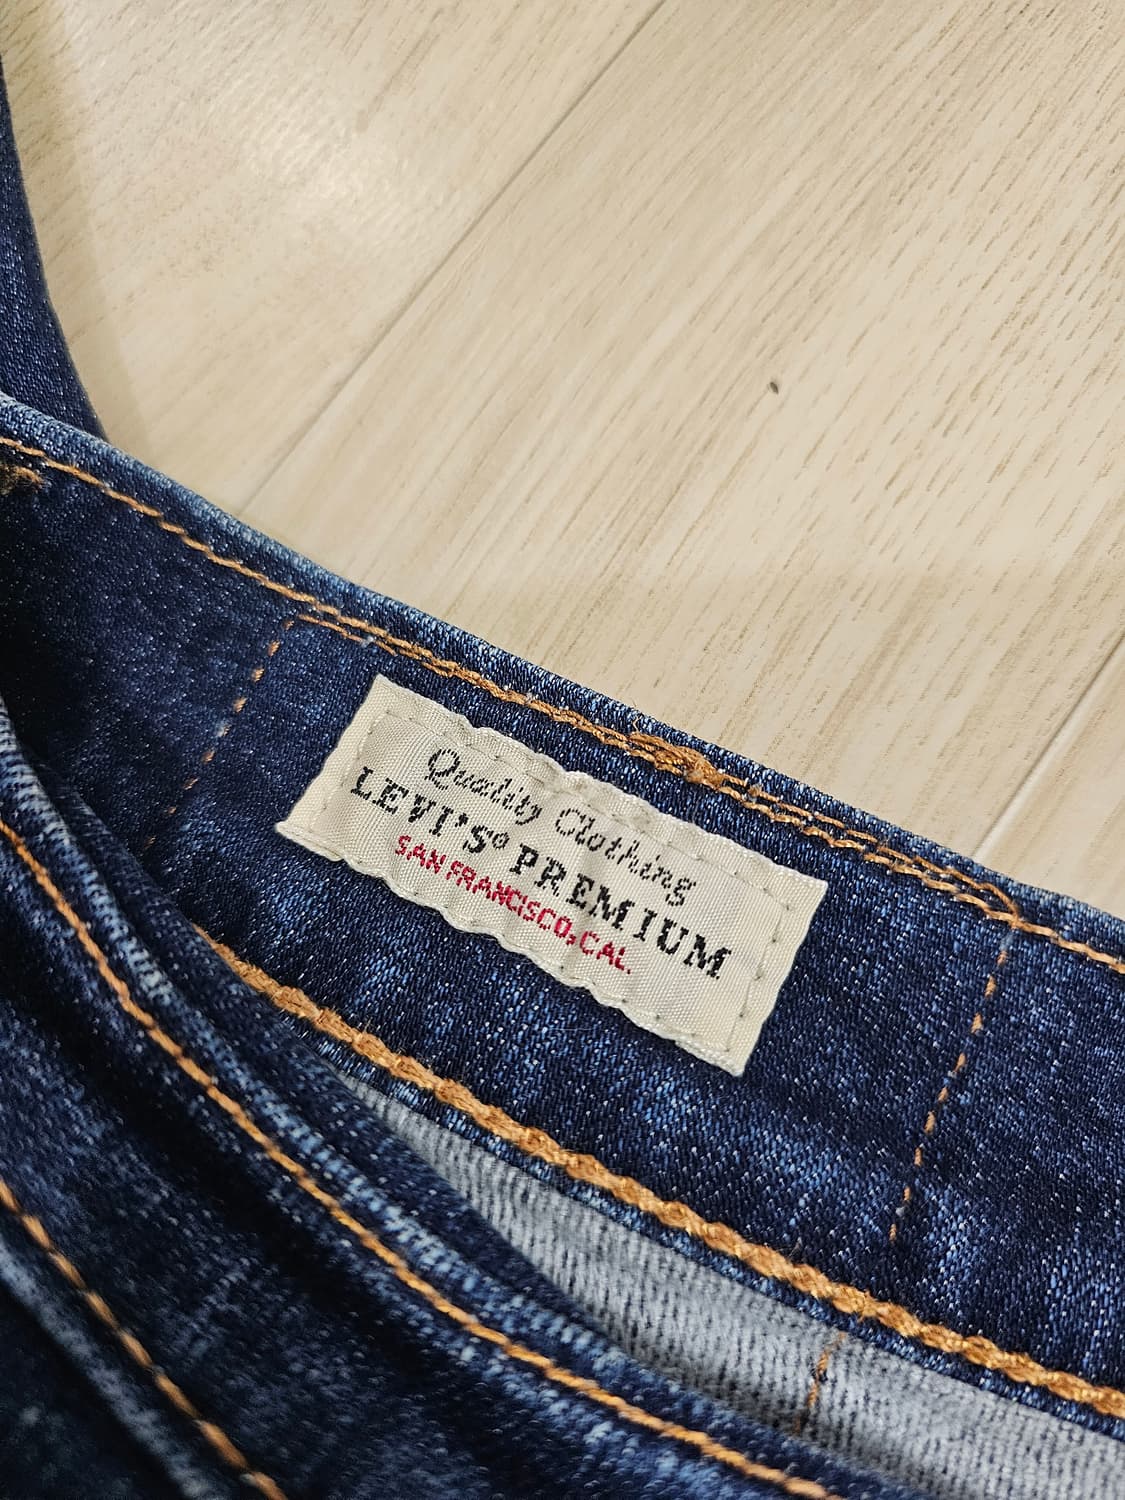 Quality Clothing
LEVI'S® PREMIUM
SAN FRANCISCO, CAL.